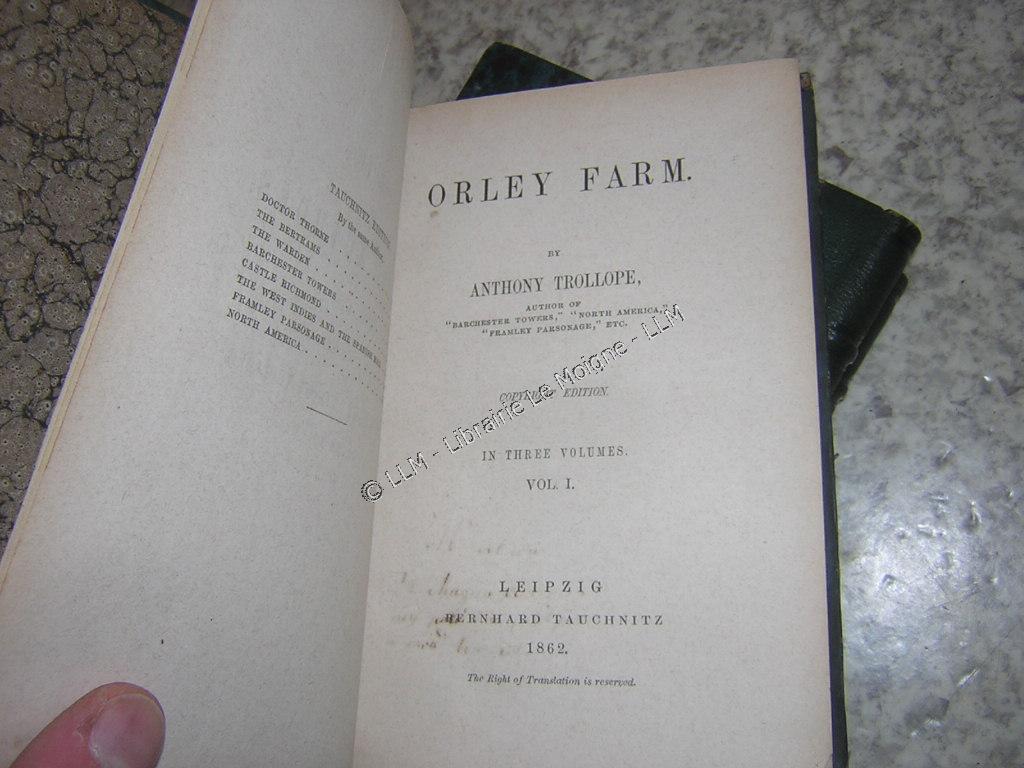 TAUCHNITZ EDITION
By the same Author,
DOCTOR THORNE . . . . . .
THE BERTRAMS . . . . . . .
THE WARDEN . . . . . . .
BARCHESTER TOWERS . . . .
CASTLE RICHMOND . . . . .
THE WEST INDIES AND THE SPANISH
FRAMLEY PARSONAGE . . . . .
NORTH AMERICA . . . . . . .
ORLEY FARM.
BY
ANTHONY TROLLOPE,
AUTHOR OF
"BARCHESTER TOWERS," "NORTH AMERICA,"
"FRAMLEY PARSONAGE," ETC.
COPYRIGHT EDITION.
IN THREE VOLUMES.
VOL. I.
LEIPZIG
BERNHARD TAUCHNITZ
1862.
The Right of Translation is reserved.
© LLM - Librairie Le Moigne - LLM